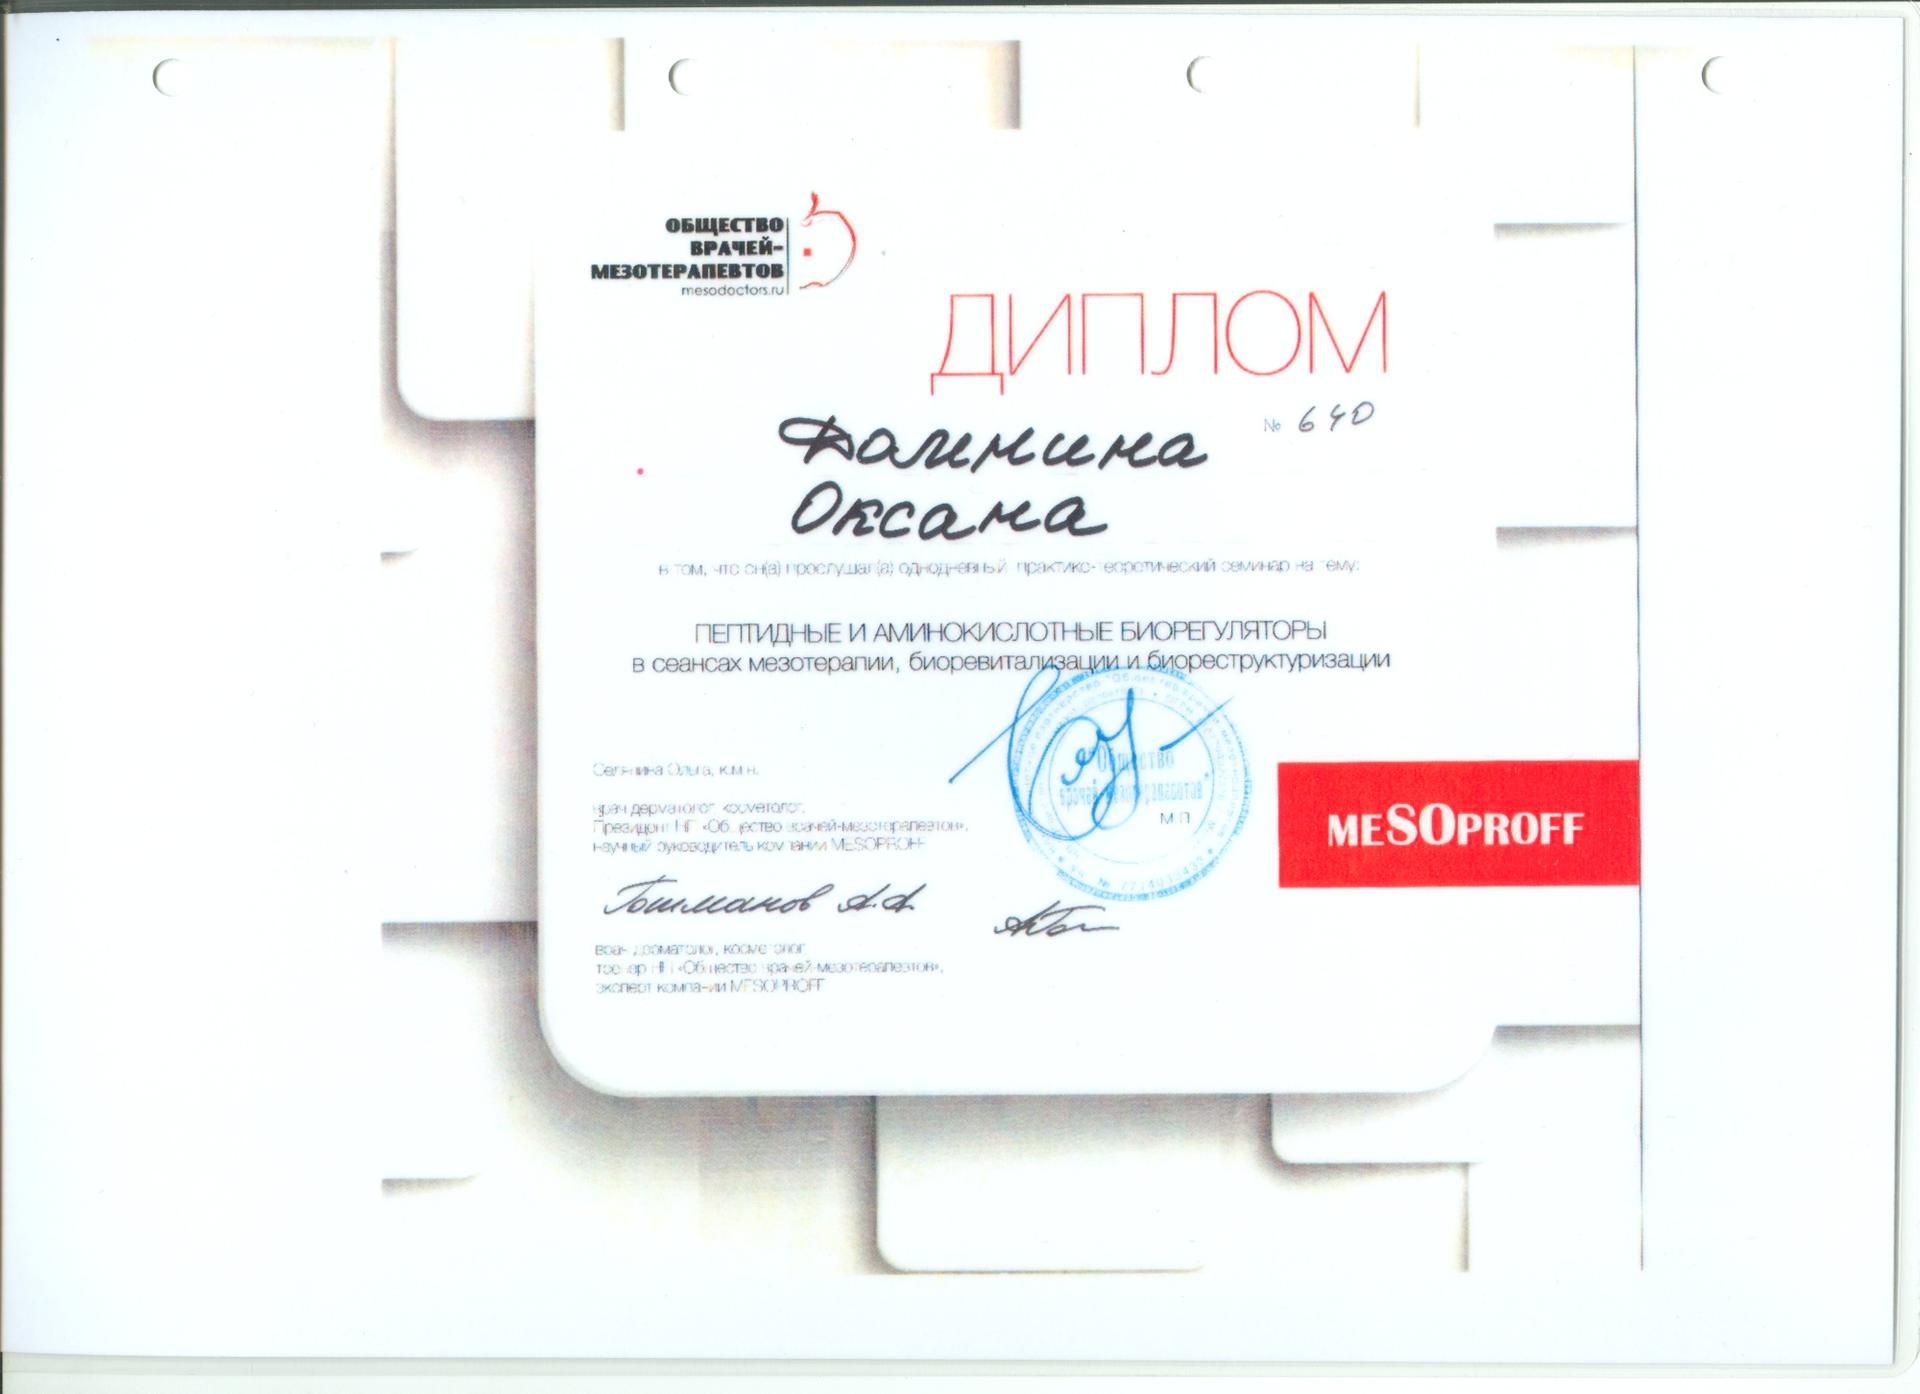 ОБЩЕСТВО
ВРАЧЕЙ-
МЕЗОТЕРАПЕВТОВ
mesodoctors.ru
ДИПЛОМ
№ 640
Долинина
Оксана
в том, что он(а) прослушал(а) однодневный практико-теоретический семинар на тему:
ПЕПТИДНЫЕ И АМИНОКИСЛОТНЫЕ БИОРЕГУЛЯТОРЫ
в сеансах мезотерапии, биоревитализации и биореструктуризации
Селянина Ольга, к.м.н.
врач дерматолог, косметолог,
Президент НП «Общество врачей-мезотерапевтов»,
научный руководитель компании MESOPROFF
М П
MESOPROFF
А.А.
врач дерматолог, косметолог,
тренер НП «Общество врачей-мезотерапевтов»,
эксперт компании MESOPROFF